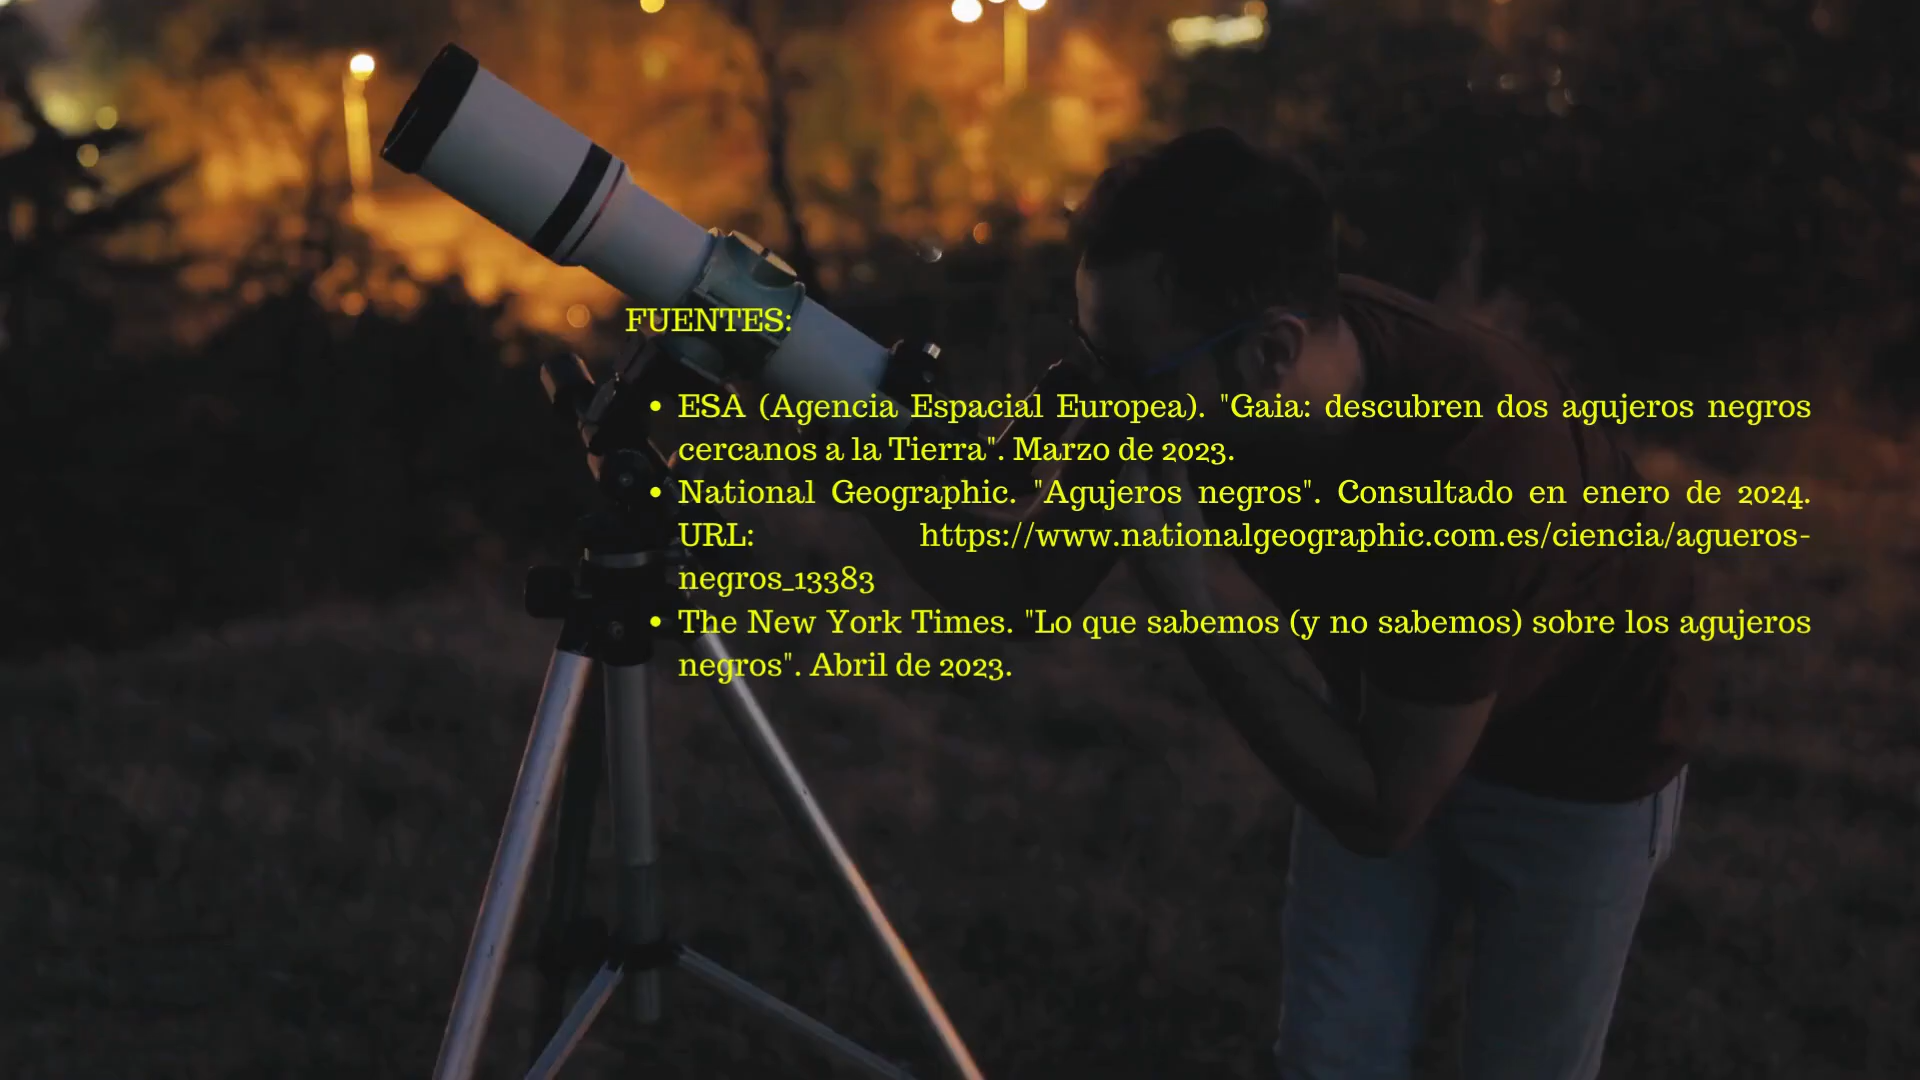 FUENTES:
• ESA (Agencia Espacial Europea). "Gaia: descubren dos agujeros negros
cercanos a la Tierra". Marzo de 2023.
• National Geographic. "Agujeros negros". Consultado en enero de 2024.
URL: https://www.nationalgeographic.com.es/ciencia/agueros-
negros_13383
• The New York Times. "Lo que sabemos (y no sabemos) sobre los agujeros
negros". Abril de 2023.